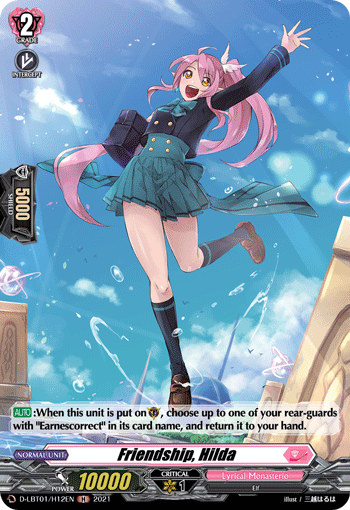 2
GRADE
INTERCEPT
5000
SHIELD
AUTO:When this unit is put on , choose up to one of your rear-guards
with "Earnescorrect" in its card name, and return it to your hand.
NORMAL UNIT
Friendship, Hilda
POWER 10000
CRITICAL
1
Lyrical Monasterio
Elf
D-LBT01/H12EN H 2021
illust / 三越はるは